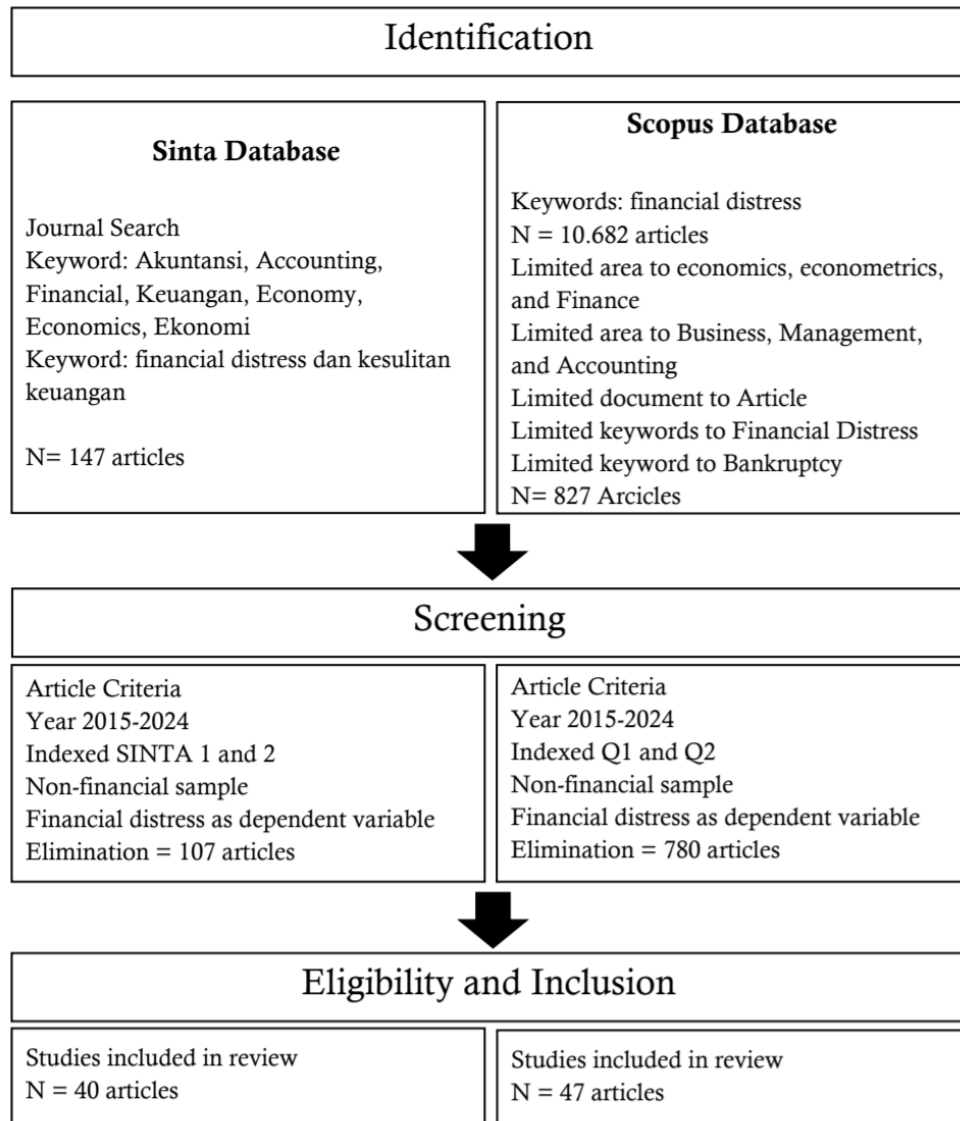 Identification
Sinta Database
Journal Search
Keyword: Akuntansi, Accounting,
Financial, Keuangan, Economy,
Economics, Ekonomi
Keyword: financial distress dan kesulitan
keuangan
N= 147 articles
Scopus Database
Keywords: financial distress
N = 10.682 articles
Limited area to economics, econometrics,
and Finance
Limited area to Business, Management,
and Accounting
Limited document to Article
Limited keywords to Financial Distress
Limited keyword to Bankruptcy
N= 827 Arcicles
Screening
Article Criteria
Year 2015-2024
Indexed SINTA 1 and 2
Non-financial sample
Financial distress as dependent variable
Elimination = 107 articles
Article Criteria
Year 2015-2024
Indexed Q1 and Q2
Non-financial sample
Financial distress as dependent variable
Elimination = 780 articles
Eligibility and Inclusion
Studies included in review
N = 40 articles
Studies included in review
N = 47 articles